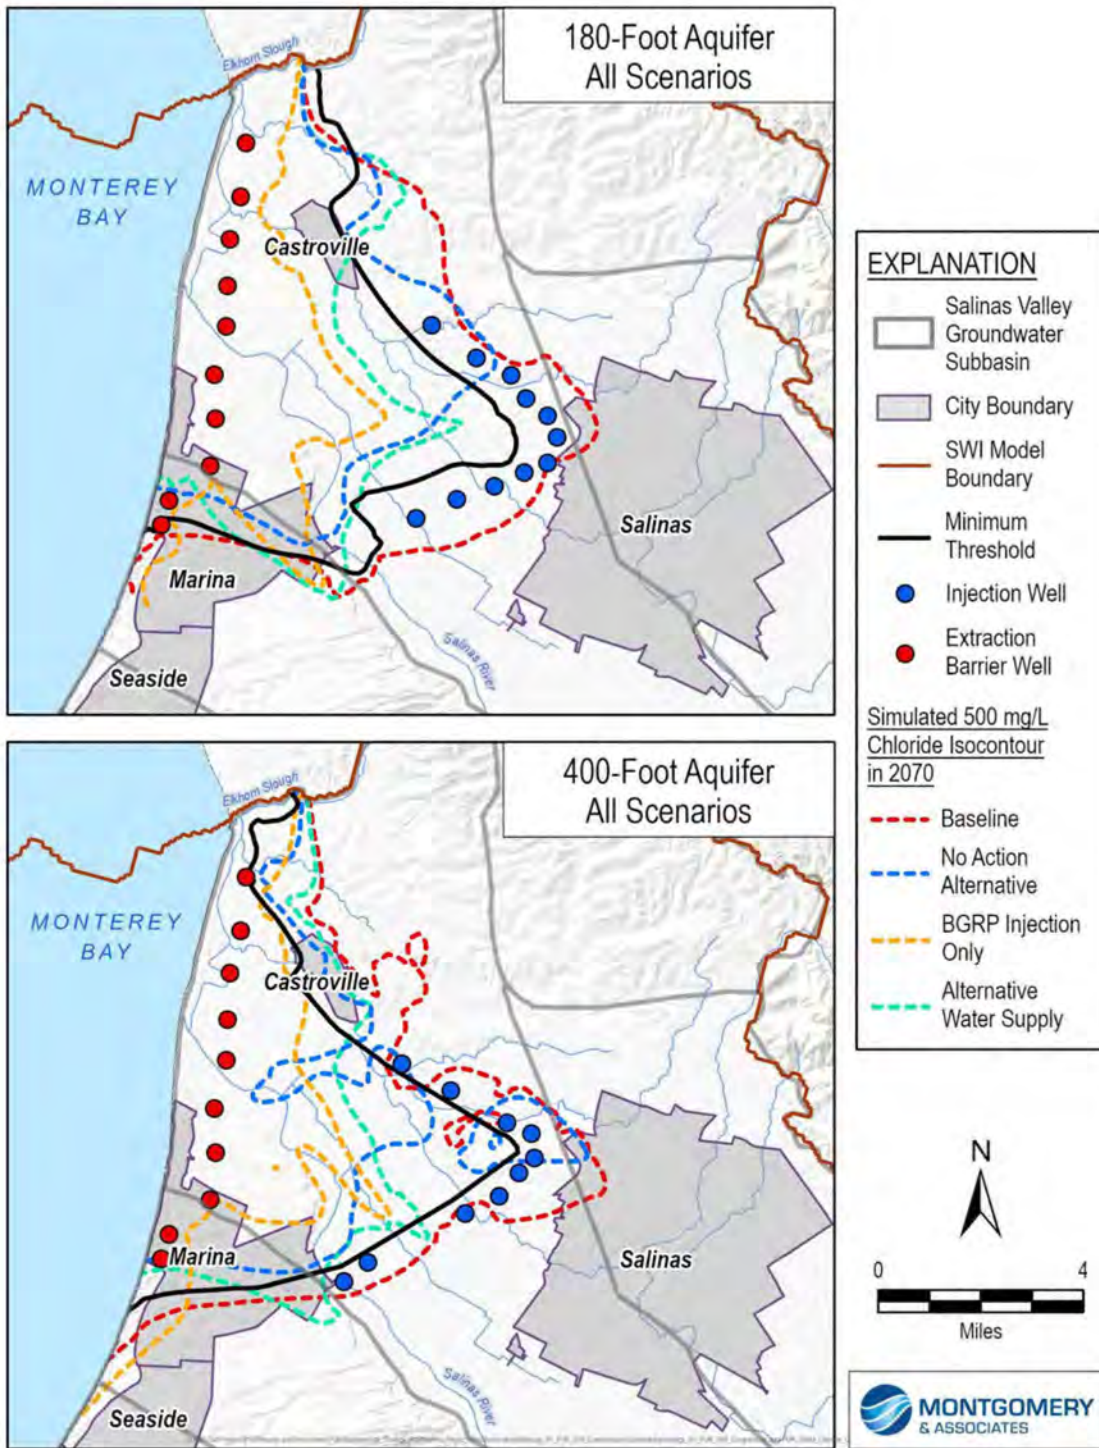 180-Foot Aquifer
All Scenarios
Elkhorn Slough
MONTEREY
BAY
Castroville
Salinas
Marina
Salinas River
Seaside
400-Foot Aquifer
All Scenarios
Elkhorn Slough
MONTEREY
BAY
Castroville
Marina
Salinas
Salinas River
Seaside
EXPLANATION
Salinas Valley
Groundwater
Subbasin
City Boundary
SWI Model
Boundary
Minimum
Threshold
Injection Well
Extraction
Barrier Well
Simulated 500 mg/L
Chloride Isocontour
in 2070
Baseline
No Action
Alternative
BGRP Injection
Only
Alternative
Water Supply
N
0 4
Miles
MONTGOMERY
& ASSOCIATES